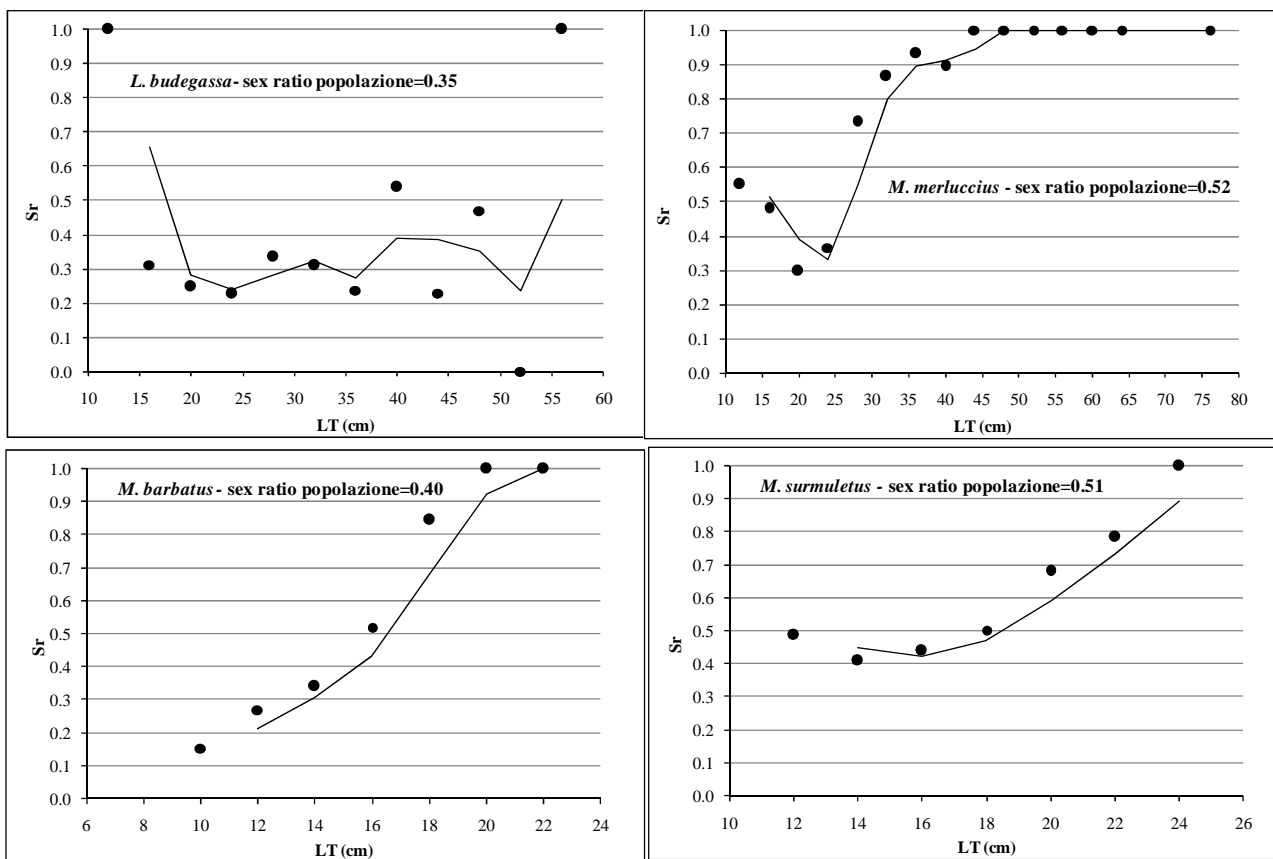 L. budegassa- sex ratio popolazione=0.35
1.0
0.9
0.8
0.7
0.6
0.5
0.4
0.3
0.2
0.1
0.0
Sr
10 15 20 25 30 35 40 45 50 55 60
LT (cm)
M. merluccius - sex ratio popolazione=0.52
1.0
0.9
0.8
0.7
0.6
0.5
0.4
0.3
0.2
0.1
0.0
Sr
10 15 20 25 30 35 40 45 50 55 60 65 70 75 80
LT (cm)
M. barbatus - sex ratio popolazione=0.40
1.0
0.9
0.8
0.7
0.6
0.5
0.4
0.3
0.2
0.1
0.0
Sr
6 8 10 12 14 16 18 20 22 24
LT (cm)
M. surmuletus - sex ratio popolazione=0.51
1.0
0.9
0.8
0.7
0.6
0.5
0.4
0.3
0.2
0.1
0.0
Sr
10 12 14 16 18 20 22 24 26
LT (cm)